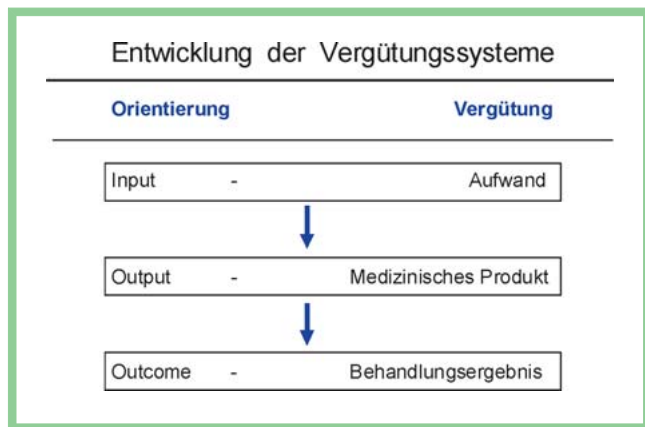 Entwicklung der Vergütungssysteme
Orientierung Vergütung
Input - Aufwand
Output - Medizinisches Produkt
Outcome - Behandlungsergebnis